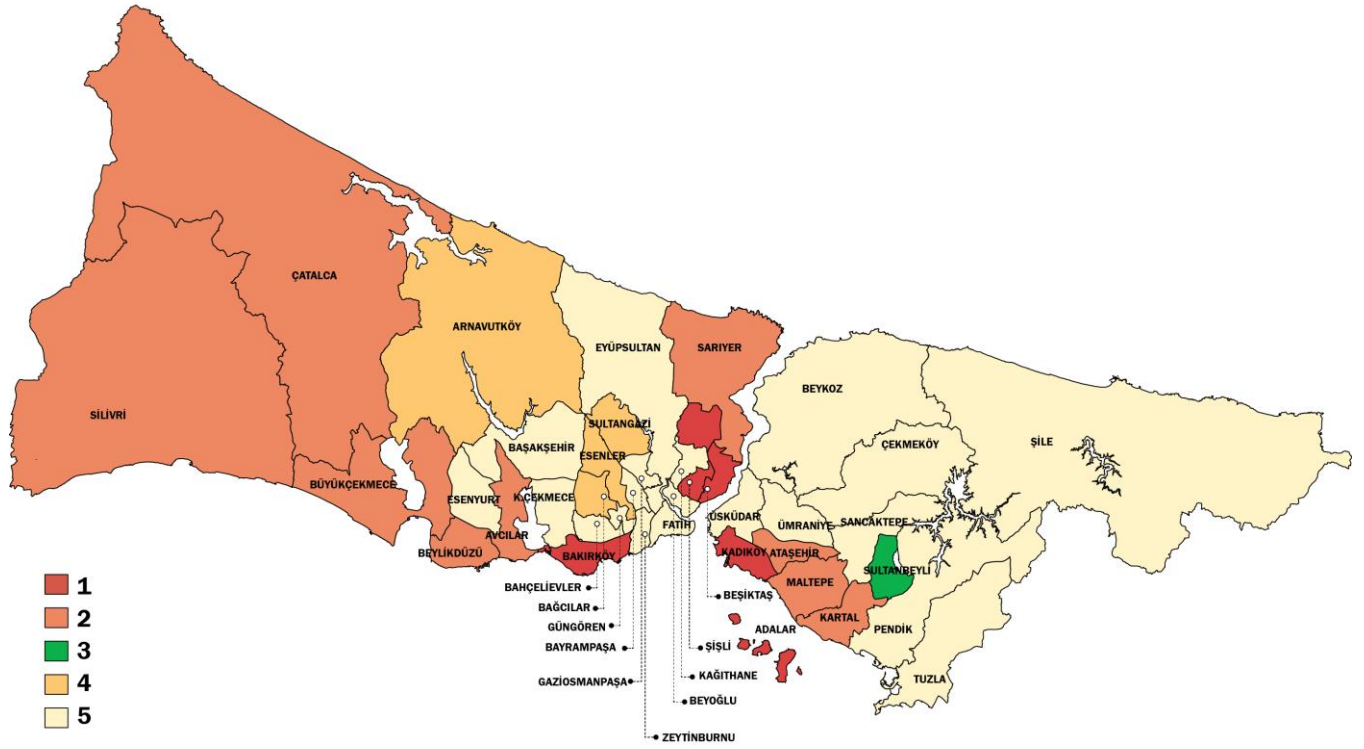 ÇATALCA
ARNAVUTKÖY
EYÜPSULTAN
SARIYER
BEYKOZ
SİLİVRİ
SULTANGAZİ
ÇEKMEKÖY
ŞİLE
BAŞAKŞEHİR
ESENLER
BÜYÜKÇEKMECE
ESENYURT
K.ÇEKMECE
ÜSKÜDAR
ÜMRANİYE
SANCAKTEPE
FATİH
AVCILAR
BEYLİKDÜZÜ
BAKIRKÖY
KADIKÖY
ATAŞEHİR
SULTANBEYLİ
MALTEPE
BAHÇELİEVLER
BEŞİKTAŞ
BAĞCILAR
KARTAL
GÜNGÖREN
ADALAR
PENDİK
BAYRAMPAŞA
ŞİŞLİ
GAZİOSMANPAŞA
KAĞITHANE
TUZLA
BEYOĞLU
ZEYTİNBURNU
1
2
3
4
5